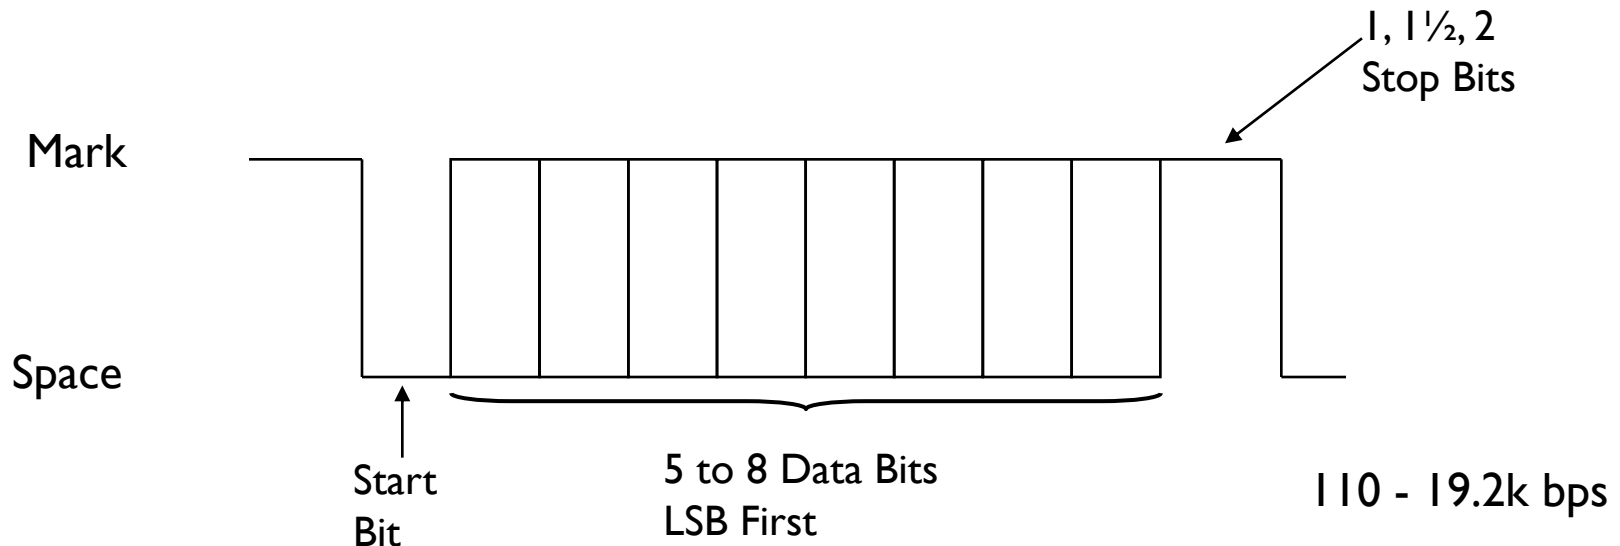 1, 1½, 2
Stop Bits
Mark
Space
Start
Bit
5 to 8 Data Bits
LSB First
110 - 19.2k bps